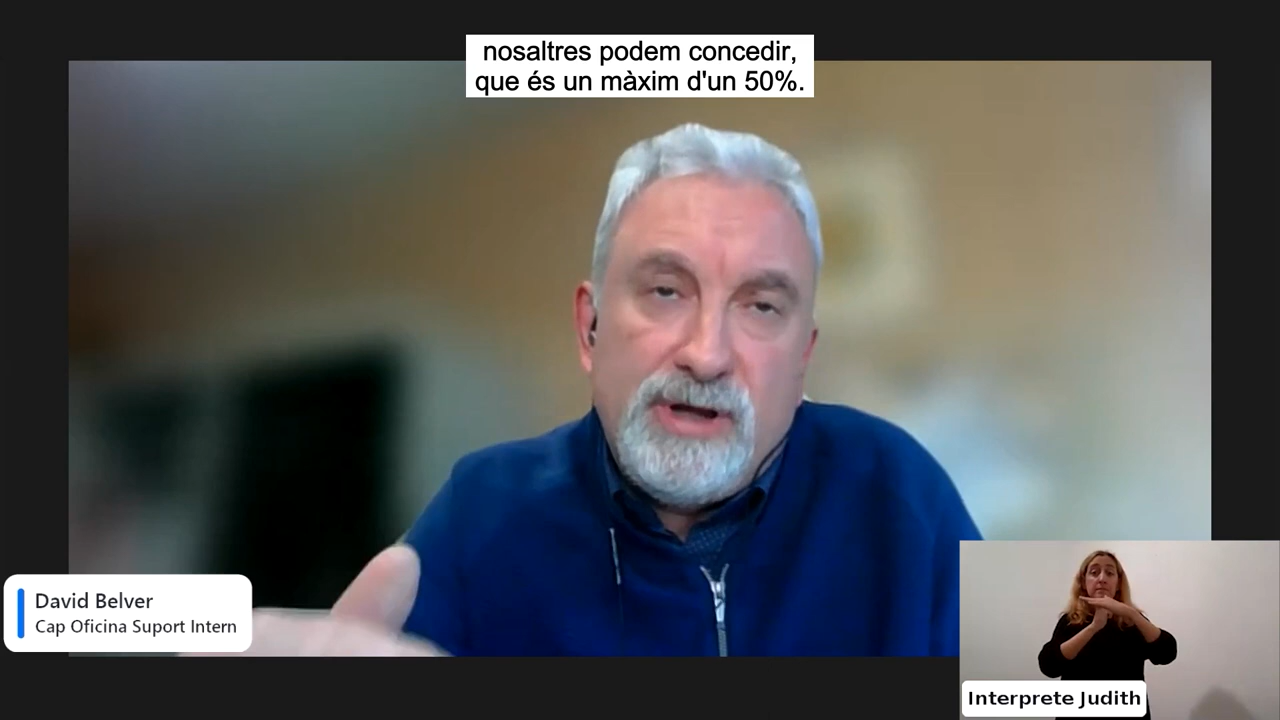 nosaltres podem concedir,
que és un màxim d'un 50%.
David Belver
Cap Oficina Suport Intern
Interprete Judith